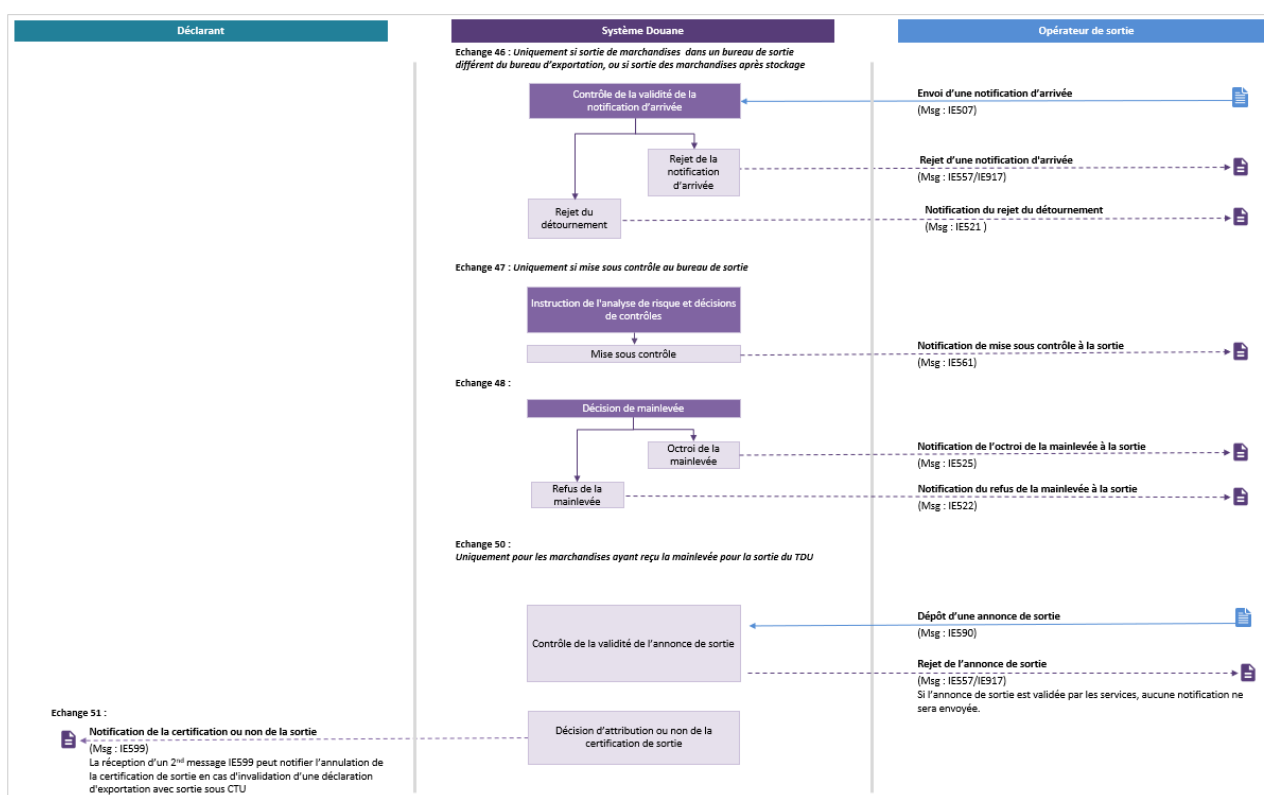 Déclarant
Système Douane
Opérateur de sortie
Echange 46 : Uniquement si sortie de marchandises dans un bureau de sortie
différent du bureau d'exportation, ou si sortie des marchandises après stockage
Contrôle de la validité de la
notification d'arrivée
Envoi d'une notification d'arrivée
(Msg : IE507)
Rejet de la
notification
d'arrivée
Rejet d'une notification d'arrivée
(Msg : IE557/IE917)
Rejet du
détournement
Notification du rejet du détournement
(Msg : IE521 )
Echange 47 : Uniquement si mise sous contrôle au bureau de sortie
Instruction de l'analyse de risque et décisions
de contrôles
Mise sous contrôle
Notification de mise sous contrôle à la sortie
(Msg : IE561)
Echange 48 :
Décision de mainlevée
Octroi de la
mainlevée
Notification de l'octroi de la mainlevée à la sortie
(Msg : IE525)
Refus de la
mainlevée
Notification du refus de la mainlevée à la sortie
(Msg : IE522)
Echange 50 :
Uniquement pour les marchandises ayant reçu la mainlevée pour la sortie du TDU
Contrôle de la validité de l'annonce de sortie
Dépôt d'une annonce de sortie
(Msg : IE590)
Rejet de l'annonce de sortie
(Msg : IE557/IE917)
Si l'annonce de sortie est validée par les services, aucune notification ne
sera envoyée.
Echange 51 :
Notification de la certification ou non de la sortie
(Msg : IE599)
La réception d'un 2nd message IE599 peut notifier l'annulation de
la certification de sortie en cas d'invalidation d'une déclaration
d'exportation avec sortie sous CTU
Décision d'attribution ou non de la
certification de sortie